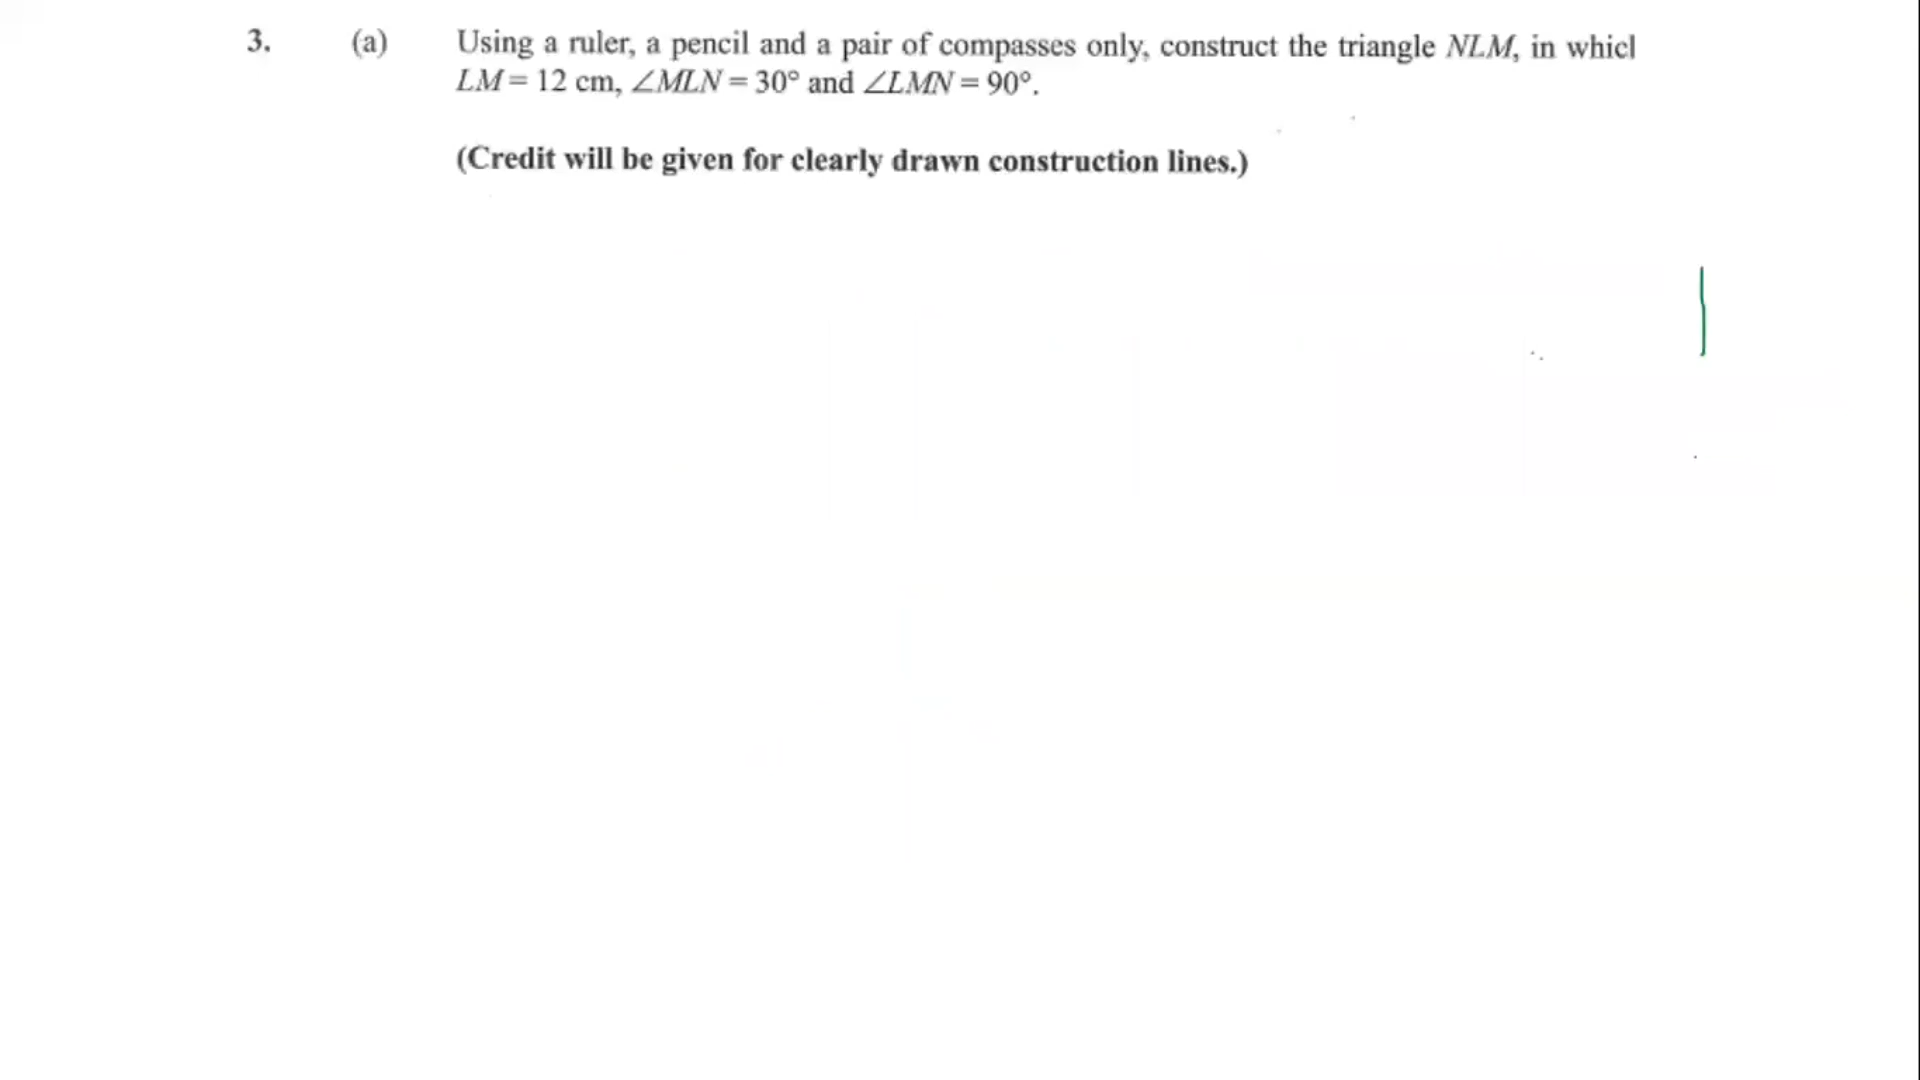 3. (a) Using a ruler, a pencil and a pair of compasses only, construct the triangle NLM, in whicl
LM = 12 cm, ∠MLN = 30° and ∠LMN = 90°.
(Credit will be given for clearly drawn construction lines.)